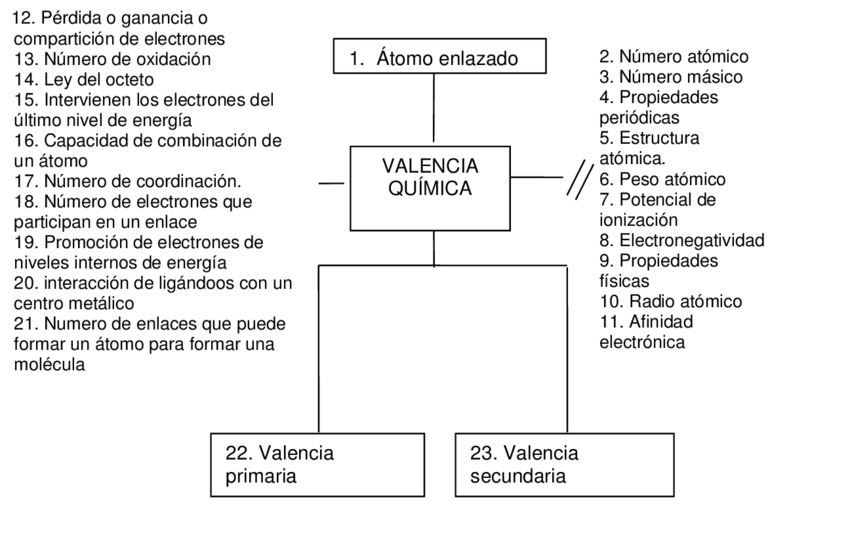 12. Pérdida o ganancia o
compartición de electrones
13. Número de oxidación
14. Ley del octeto
15. Intervienen los electrones del
último nivel de energía
16. Capacidad de combinación de
un átomo
17. Número de coordinación.
18. Número de electrones que
participan en un enlace
19. Promoción de electrones de
niveles internos de energía
20. interacción de ligándoos con un
centro metálico
21. Numero de enlaces que puede
formar un átomo para formar una
molécula
1. Átomo enlazado
VALENCIA
QUÍMICA
2. Número atómico
3. Número másico
4. Propiedades
periódicas
5. Estructura
atómica.
6. Peso atómico
7. Potencial de
ionización
8. Electronegatividad
9. Propiedades
físicas
10. Radio atómico
11. Afinidad
electrónica
22. Valencia
primaria
23. Valencia
secundaria